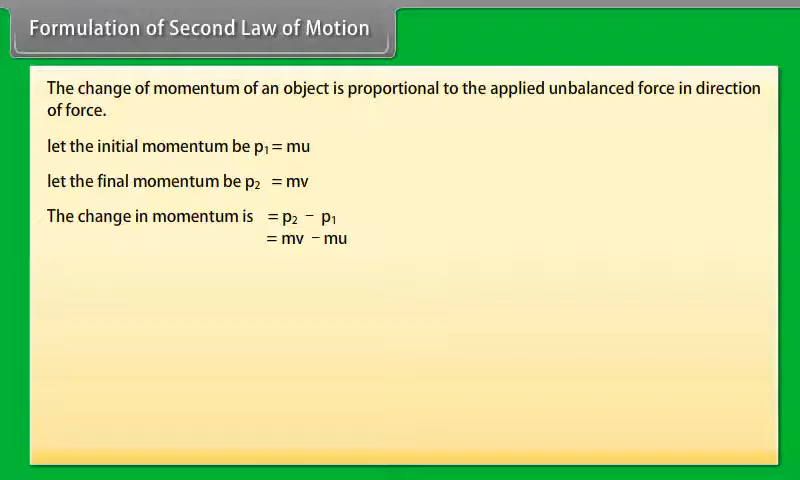 Formulation of Second Law of Motion
The change of momentum of an object is proportional to the applied unbalanced force in direction
of force.
let the initial momentum be p₁ = mu
let the final momentum be p₂ = mv
The change in momentum is = p₂ − p₁
= mv − mu